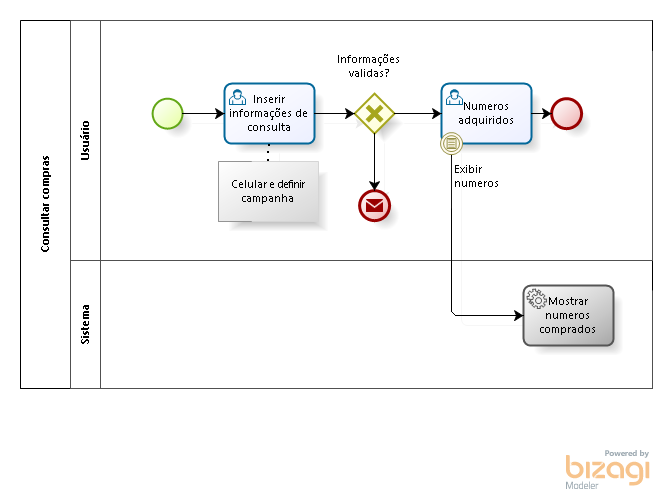 Consultar compras
Usuário
Informações
validas?
Inserir
informações de
consulta
Numeros
adquiridos
Celular e definir
campanha
Exibir
numeros
Sistema
Mostrar
numeros
comprados
Powered by
bizagi
Modeler